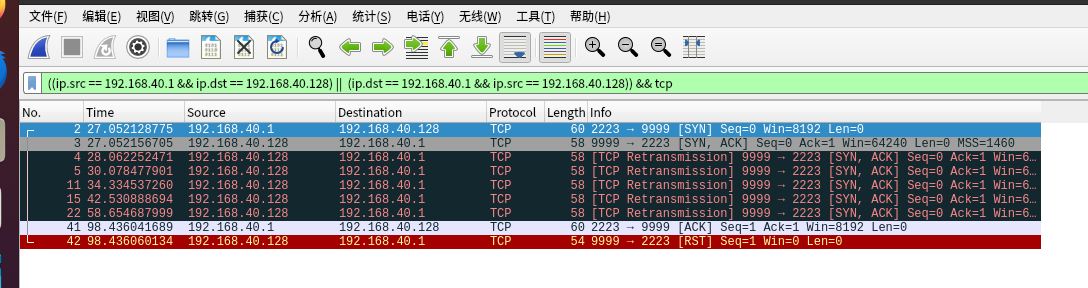 文件(F) 编辑(E) 视图(V) 跳转(G) 捕获(C) 分析(A) 统计(S) 电话(Y) 无线(W) 工具(T) 帮助(H)
((ip.src == 192.168.40.1 && ip.dst == 192.168.40.128) || (ip.dst == 192.168.40.1 && ip.src == 192.168.40.128)) && tcp
No. Time Source Destination Protocol Length Info
2 27.052128775 192.168.40.1 192.168.40.128 TCP 60 2223 → 9999 [SYN] Seq=0 Win=8192 Len=0
3 27.052156705 192.168.40.128 192.168.40.1 TCP 58 9999 → 2223 [SYN, ACK] Seq=0 Ack=1 Win=64240 Len=0 MSS=1460
4 28.062252471 192.168.40.128 192.168.40.1 TCP 58 [TCP Retransmission] 9999 → 2223 [SYN, ACK] Seq=0 Ack=1 Win=6…
5 30.078477901 192.168.40.128 192.168.40.1 TCP 58 [TCP Retransmission] 9999 → 2223 [SYN, ACK] Seq=0 Ack=1 Win=6…
11 34.334537260 192.168.40.128 192.168.40.1 TCP 58 [TCP Retransmission] 9999 → 2223 [SYN, ACK] Seq=0 Ack=1 Win=6…
15 42.530888694 192.168.40.128 192.168.40.1 TCP 58 [TCP Retransmission] 9999 → 2223 [SYN, ACK] Seq=0 Ack=1 Win=6…
22 58.654687999 192.168.40.128 192.168.40.1 TCP 58 [TCP Retransmission] 9999 → 2223 [SYN, ACK] Seq=0 Ack=1 Win=6…
41 98.436041689 192.168.40.1 192.168.40.128 TCP 60 2223 → 9999 [ACK] Seq=1 Ack=1 Win=8192 Len=0
42 98.436060134 192.168.40.128 192.168.40.1 TCP 54 9999 → 2223 [RST] Seq=1 Win=0 Len=0